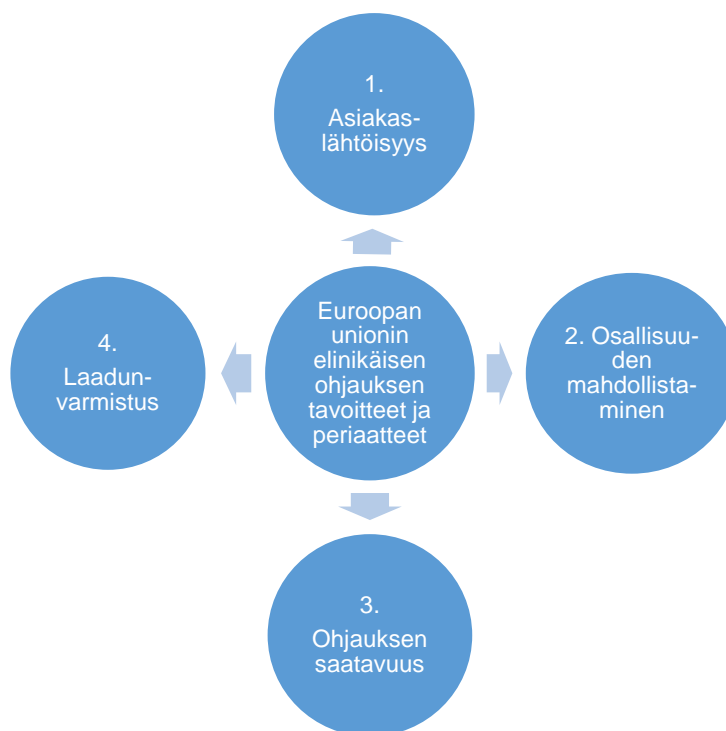 1.
Asiakas-
lähtöisyys
Euroopan
unionin
elinikäisen
ohjauksen
tavoitteet ja
periaatteet
2. Osallisuu-
den
mahdollista-
minen
3.
Ohjauksen
saatavuus
4.
Laadun-
varmistus